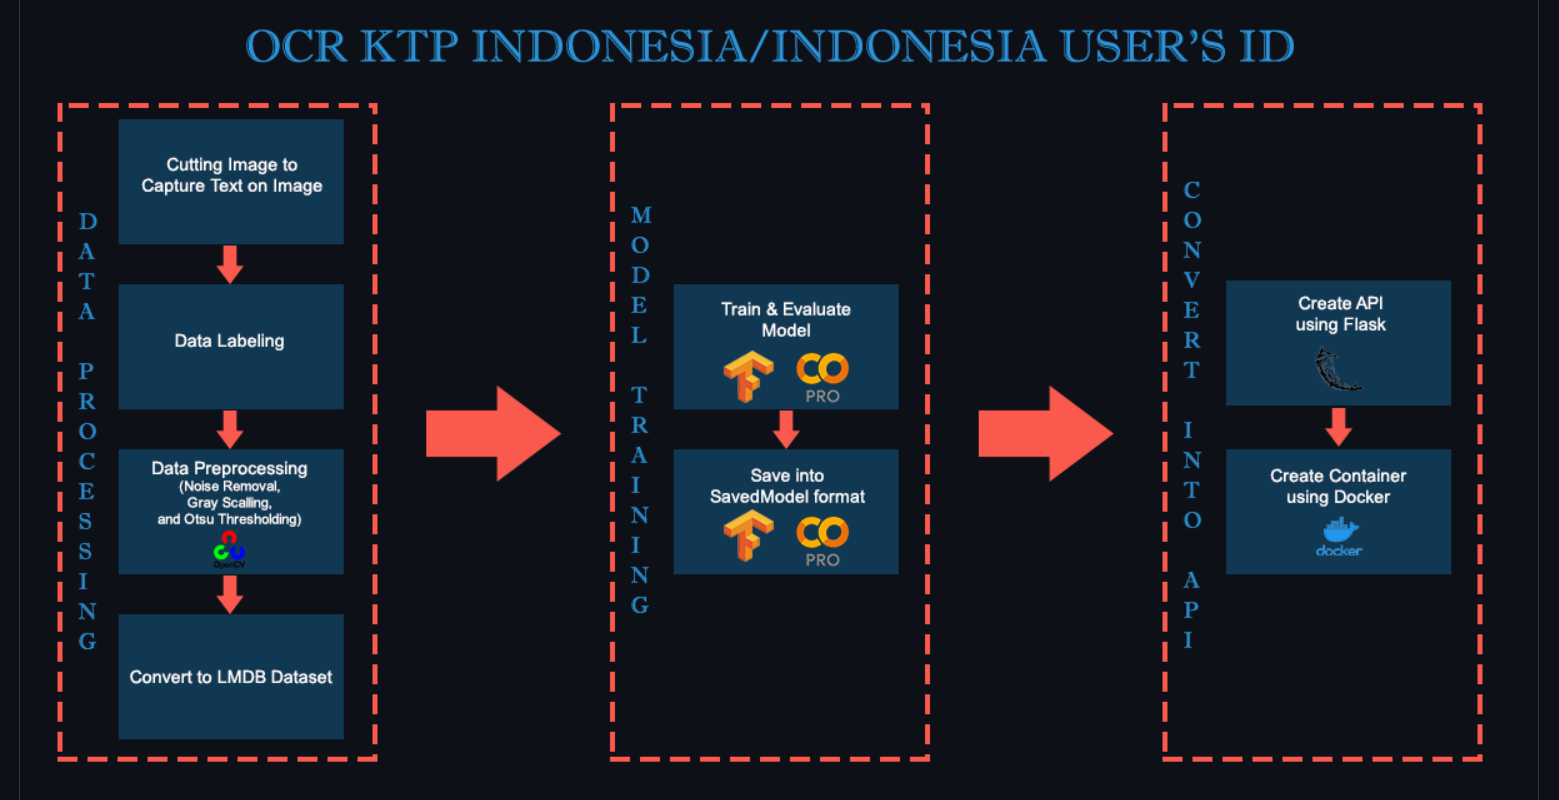 OCR KTP INDONESIA/INDONESIA USER'S ID
DATA PROCESSING
Cutting Image to
Capture Text on Image
Data Labeling
Data Preprocessing
(Noise Removal,
Gray Scalling,
and Otsu Thresholding)
OpenCV
Convert to LMDB Dataset
MODEL TRAINING
Train & Evaluate
Model
CO
PRO
Save into
SavedModel format
CO
PRO
CONVERT INTO API
Create API
using Flask
Create Container
using Docker
docker